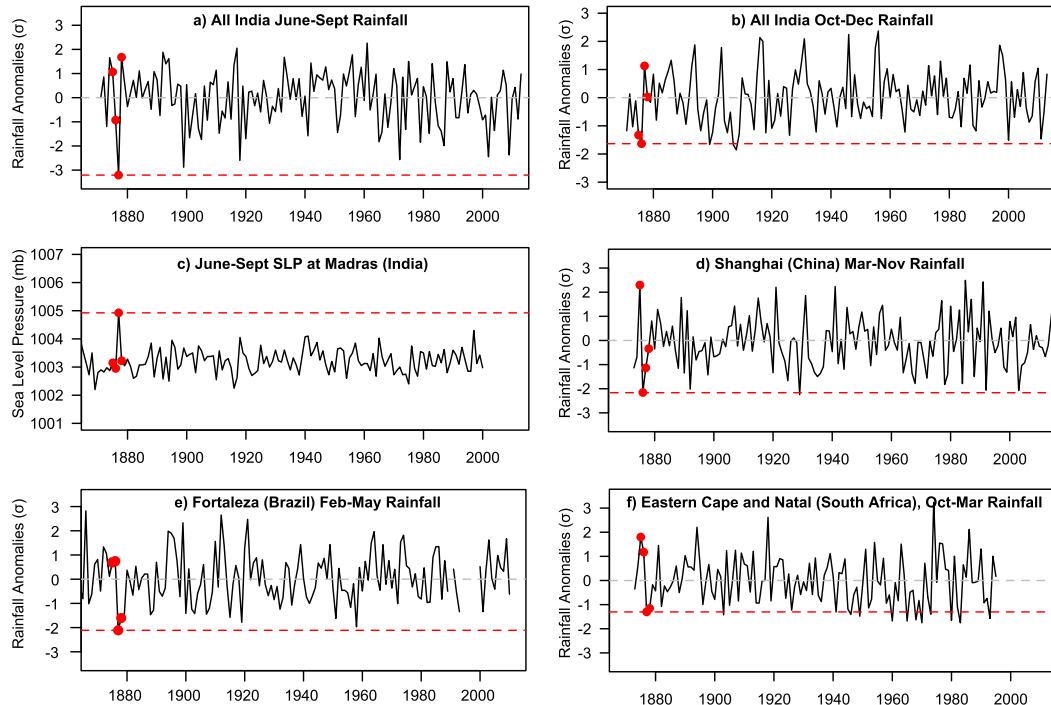 a) All India June-Sept Rainfall
Rainfall Anomalies (σ)
3
2
1
0
-1
-2
-3
1880 1900 1920 1940 1960 1980 2000
b) All India Oct-Dec Rainfall
Rainfall Anomalies (σ)
3
2
1
0
-1
-2
-3
1880 1900 1920 1940 1960 1980 2000
c) June-Sept SLP at Madras (India)
Sea Level Pressure (mb)
1007
1006
1005
1004
1003
1002
1001
1880 1900 1920 1940 1960 1980 2000
d) Shanghai (China) Mar-Nov Rainfall
Rainfall Anomalies (σ)
3
2
1
0
-1
-2
-3
1880 1900 1920 1940 1960 1980 2000
e) Fortaleza (Brazil) Feb-May Rainfall
Rainfall Anomalies (σ)
3
2
1
0
-1
-2
-3
1880 1900 1920 1940 1960 1980 2000
f) Eastern Cape and Natal (South Africa), Oct-Mar Rainfall
Rainfall Anomalies (σ)
3
2
1
0
-1
-2
-3
1880 1900 1920 1940 1960 1980 2000